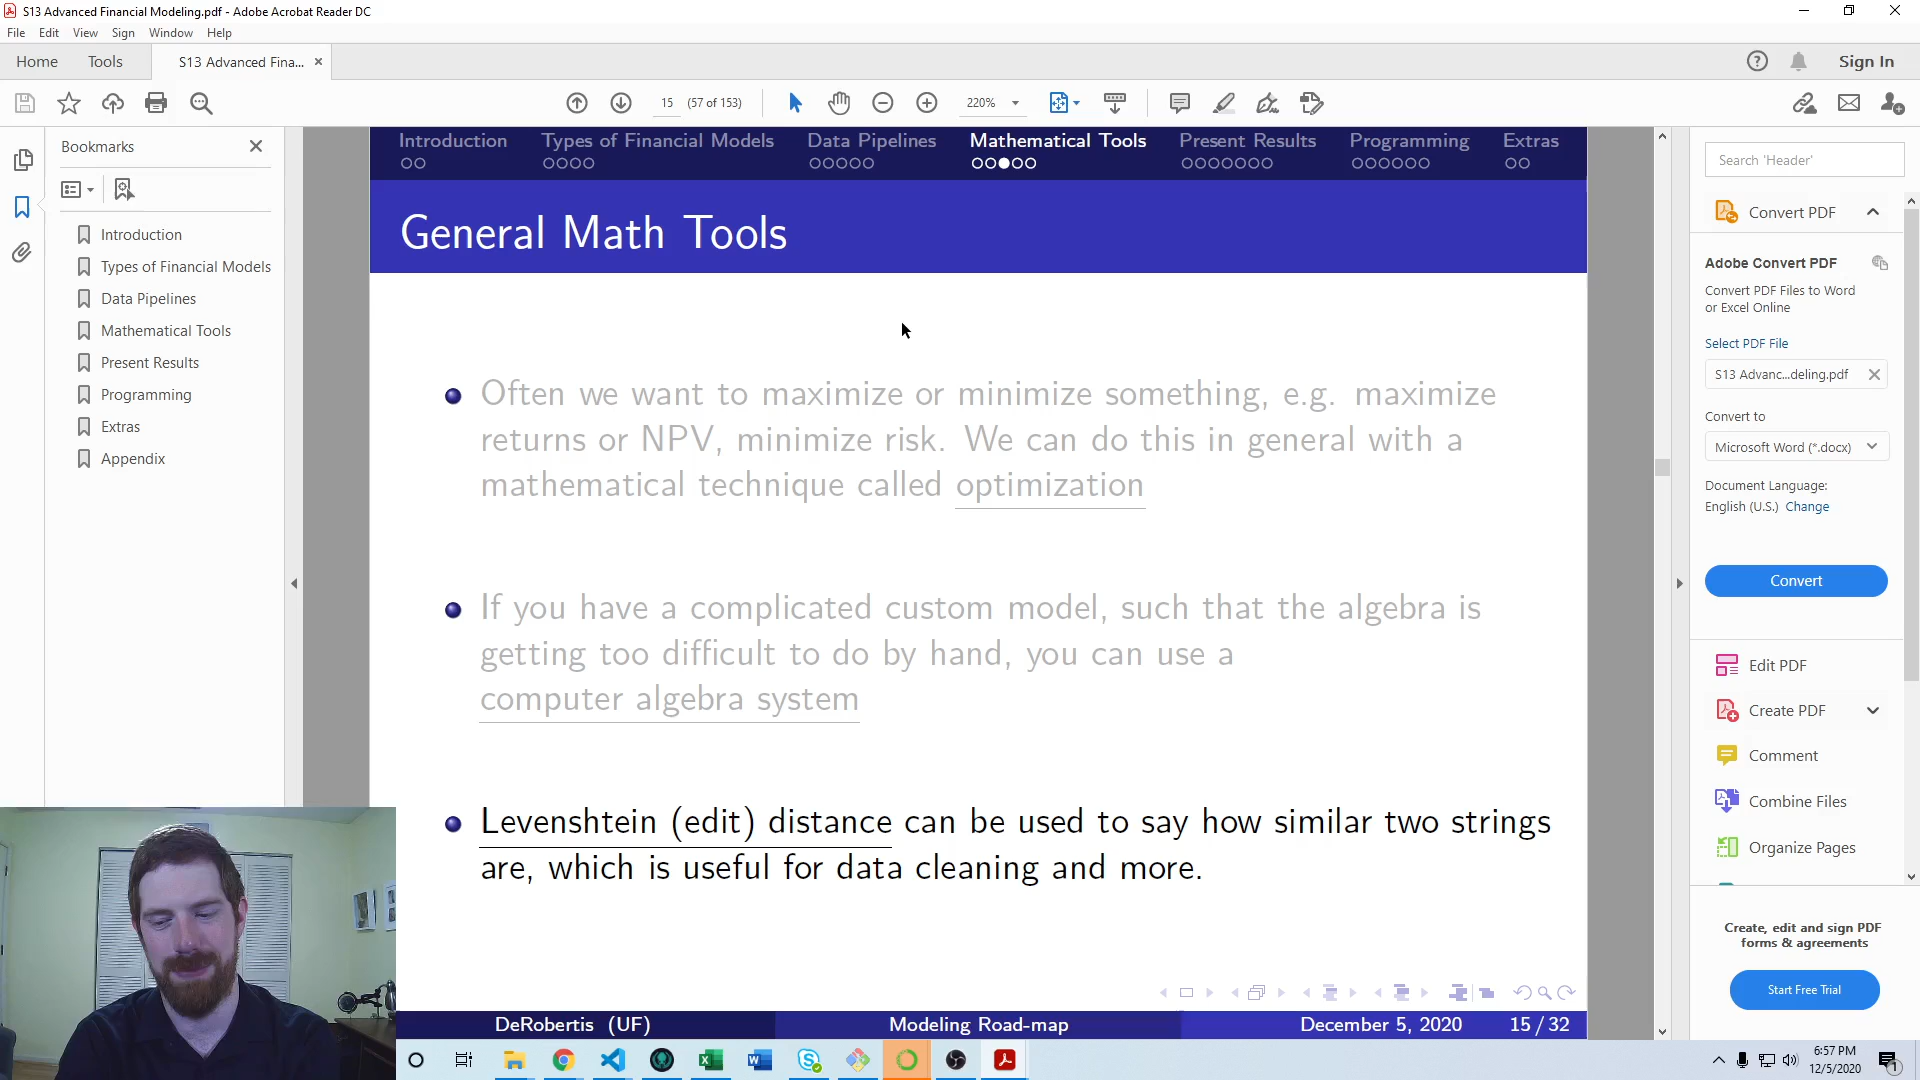 S13 Advanced Financial Modeling.pdf - Adobe Acrobat Reader DC
File Edit View Sign Window Help
Home Tools S13 Advanced Fina... Sign In
15 (57 of 153) 220%
Bookmarks
Introduction
Types of Financial Models
Data Pipelines
Mathematical Tools
Present Results
Programming
Extras
Appendix
Introduction Types of Financial Models Data Pipelines Mathematical Tools Present Results Programming Extras
General Math Tools
Often we want to maximize or minimize something, e.g. maximize
returns or NPV, minimize risk. We can do this in general with a
mathematical technique called optimization
If you have a complicated custom model, such that the algebra is
getting too difficult to do by hand, you can use a
computer algebra system
Levenshtein (edit) distance can be used to say how similar two strings
are, which is useful for data cleaning and more.
DeRobertis (UF) Modeling Road-map December 5, 2020 15 / 32
Search 'Header'
Convert PDF
Adobe Convert PDF
Convert PDF Files to Word
or Excel Online
Select PDF File
S13 Advanc...deling.pdf
Convert to
Microsoft Word (*.docx)
Document Language:
English (U.S.) Change
Convert
Edit PDF
Create PDF
Comment
Combine Files
Organize Pages
Create, edit and sign PDF
forms & agreements
Start Free Trial
6:57 PM
12/5/2020
1